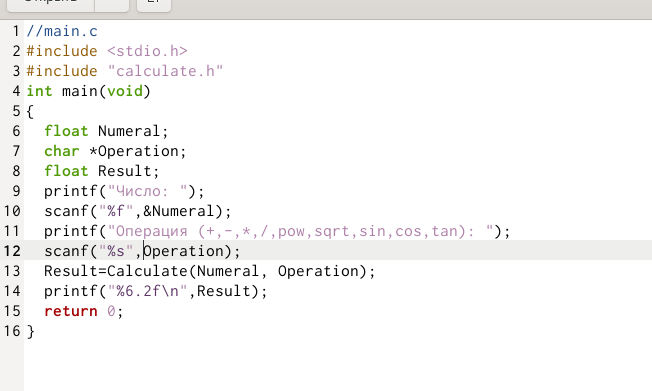 1 //main.c
2 #include <stdio.h>
3 #include "calculate.h"
4 int main(void)
5 {
6   float Numeral;
7   char *Operation;
8   float Result;
9   printf("Число: ");
10   scanf("%f",&Numeral);
11   printf("Операция (+,-,*,/,pow,sqrt,sin,cos,tan): ");
12   scanf("%s",Operation);
13   Result=Calculate(Numeral, Operation);
14   printf("%6.2f\n",Result);
15   return 0;
16 }